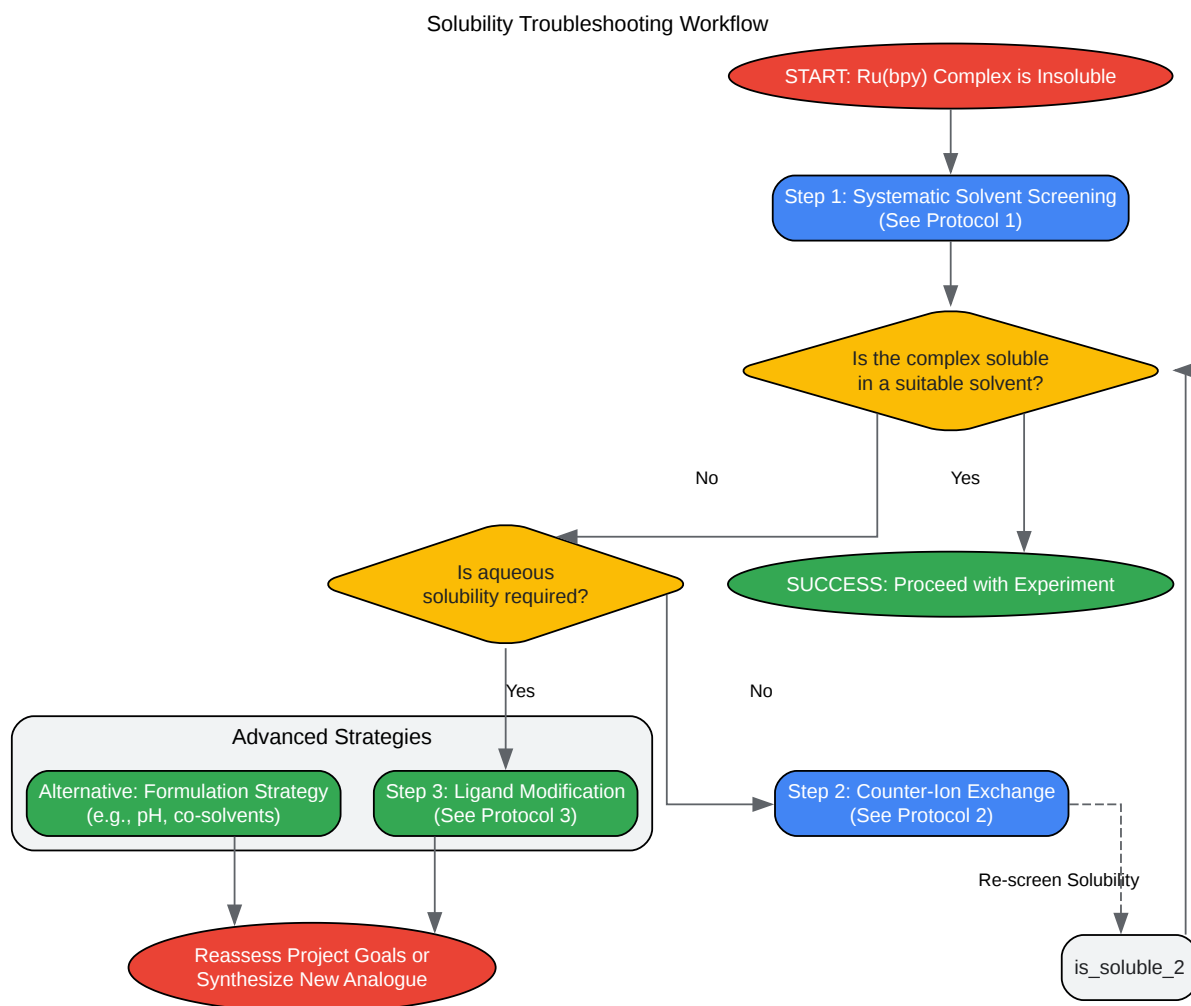 Solubility Troubleshooting Workflow
START: Ru(bpy) Complex is Insoluble
Step 1: Systematic Solvent Screening
(See Protocol 1)
Is the complex soluble
in a suitable solvent?
No
Yes
Is aqueous
solubility required?
SUCCESS: Proceed with Experiment
Yes
No
Advanced Strategies
Alternative: Formulation Strategy
(e.g., pH, co-solvents)
Step 3: Ligand Modification
(See Protocol 3)
Step 2: Counter-Ion Exchange
(See Protocol 2)
Re-screen Solubility
Reassess Project Goals or
Synthesize New Analogue
is_soluble_2